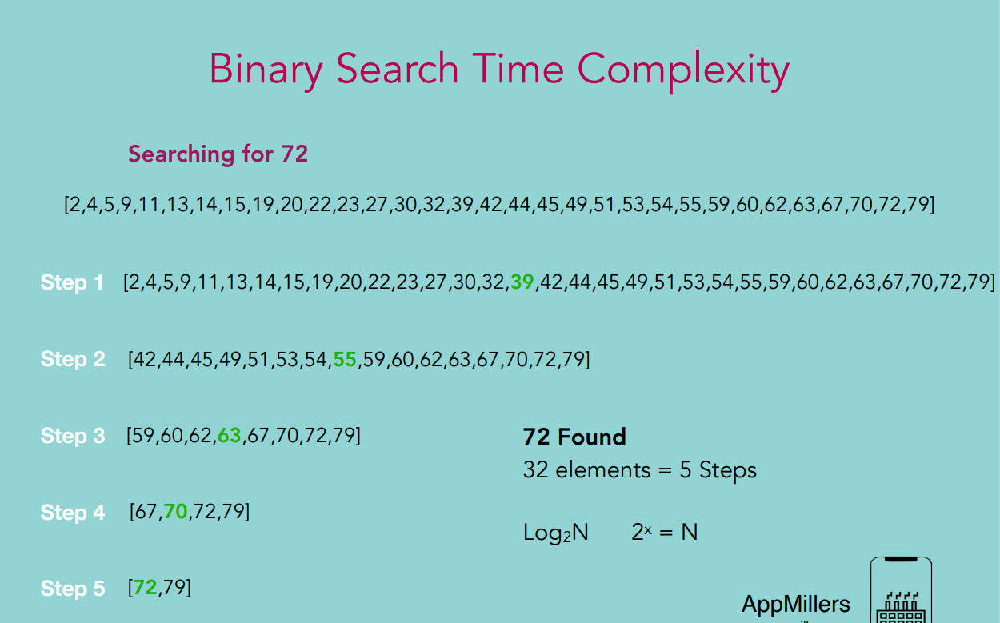 Binary Search Time Complexity
Searching for 72
[2,4,5,9,11,13,14,15,19,20,22,23,27,30,32,39,42,44,45,49,51,53,54,55,59,60,62,63,67,70,72,79]
Step 1 [2,4,5,9,11,13,14,15,19,20,22,23,27,30,32,39,42,44,45,49,51,53,54,55,59,60,62,63,67,70,72,79]
Step 2 [42,44,45,49,51,53,54,55,59,60,62,63,67,70,72,79]
Step 3 [59,60,62,63,67,70,72,79]
72 Found
32 elements = 5 Steps
Step 4 [67,70,72,79]
Log₂N 2ˣ = N
Step 5 [72,79]
AppMillers